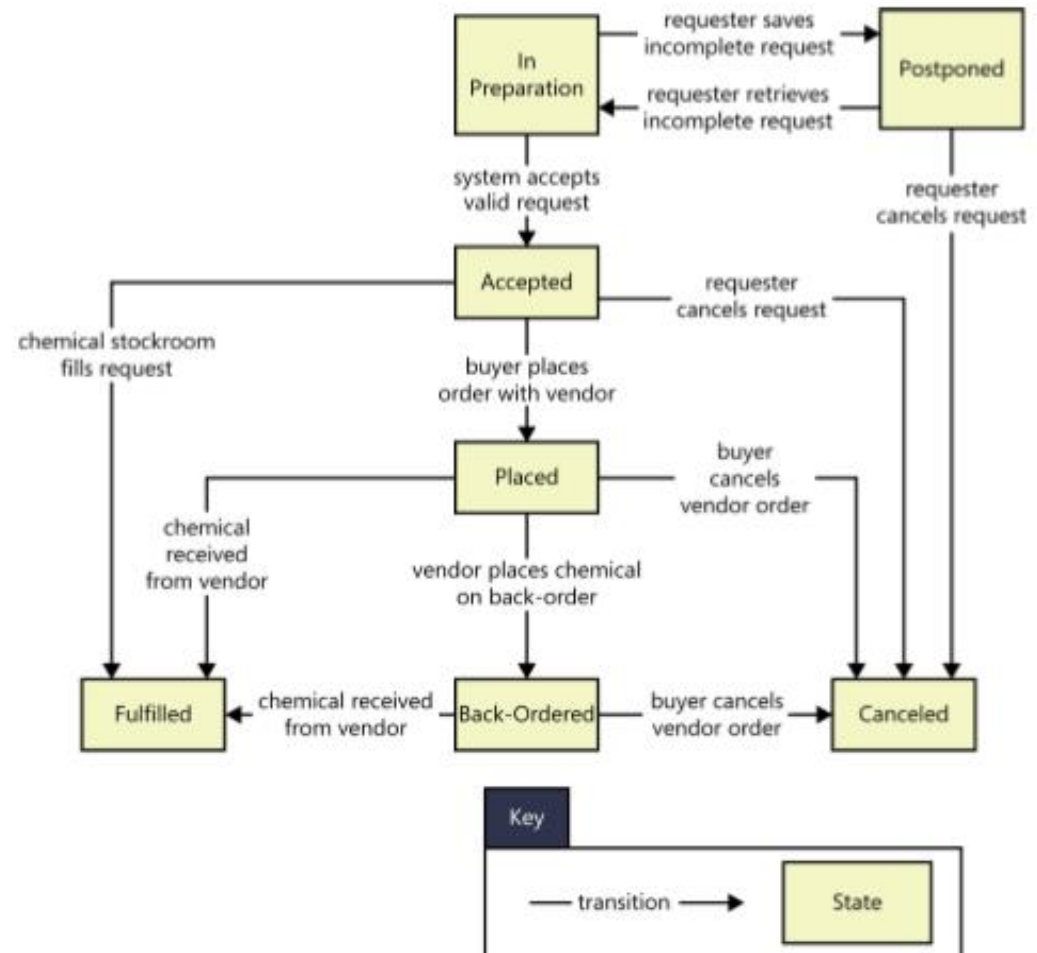 requester saves
incomplete request
In
Preparation
Postponed
requester retrieves
incomplete request
system accepts
valid request
requester
cancels request
Accepted
requester
cancels request
chemical stockroom
fills request
buyer places
order with vendor
Placed
buyer
cancels
vendor order
chemical
received
from vendor
vendor places chemical
on back-order
Fulfilled
chemical received
from vendor
Back-Ordered
buyer cancels
vendor order
Canceled
Key
transition
State